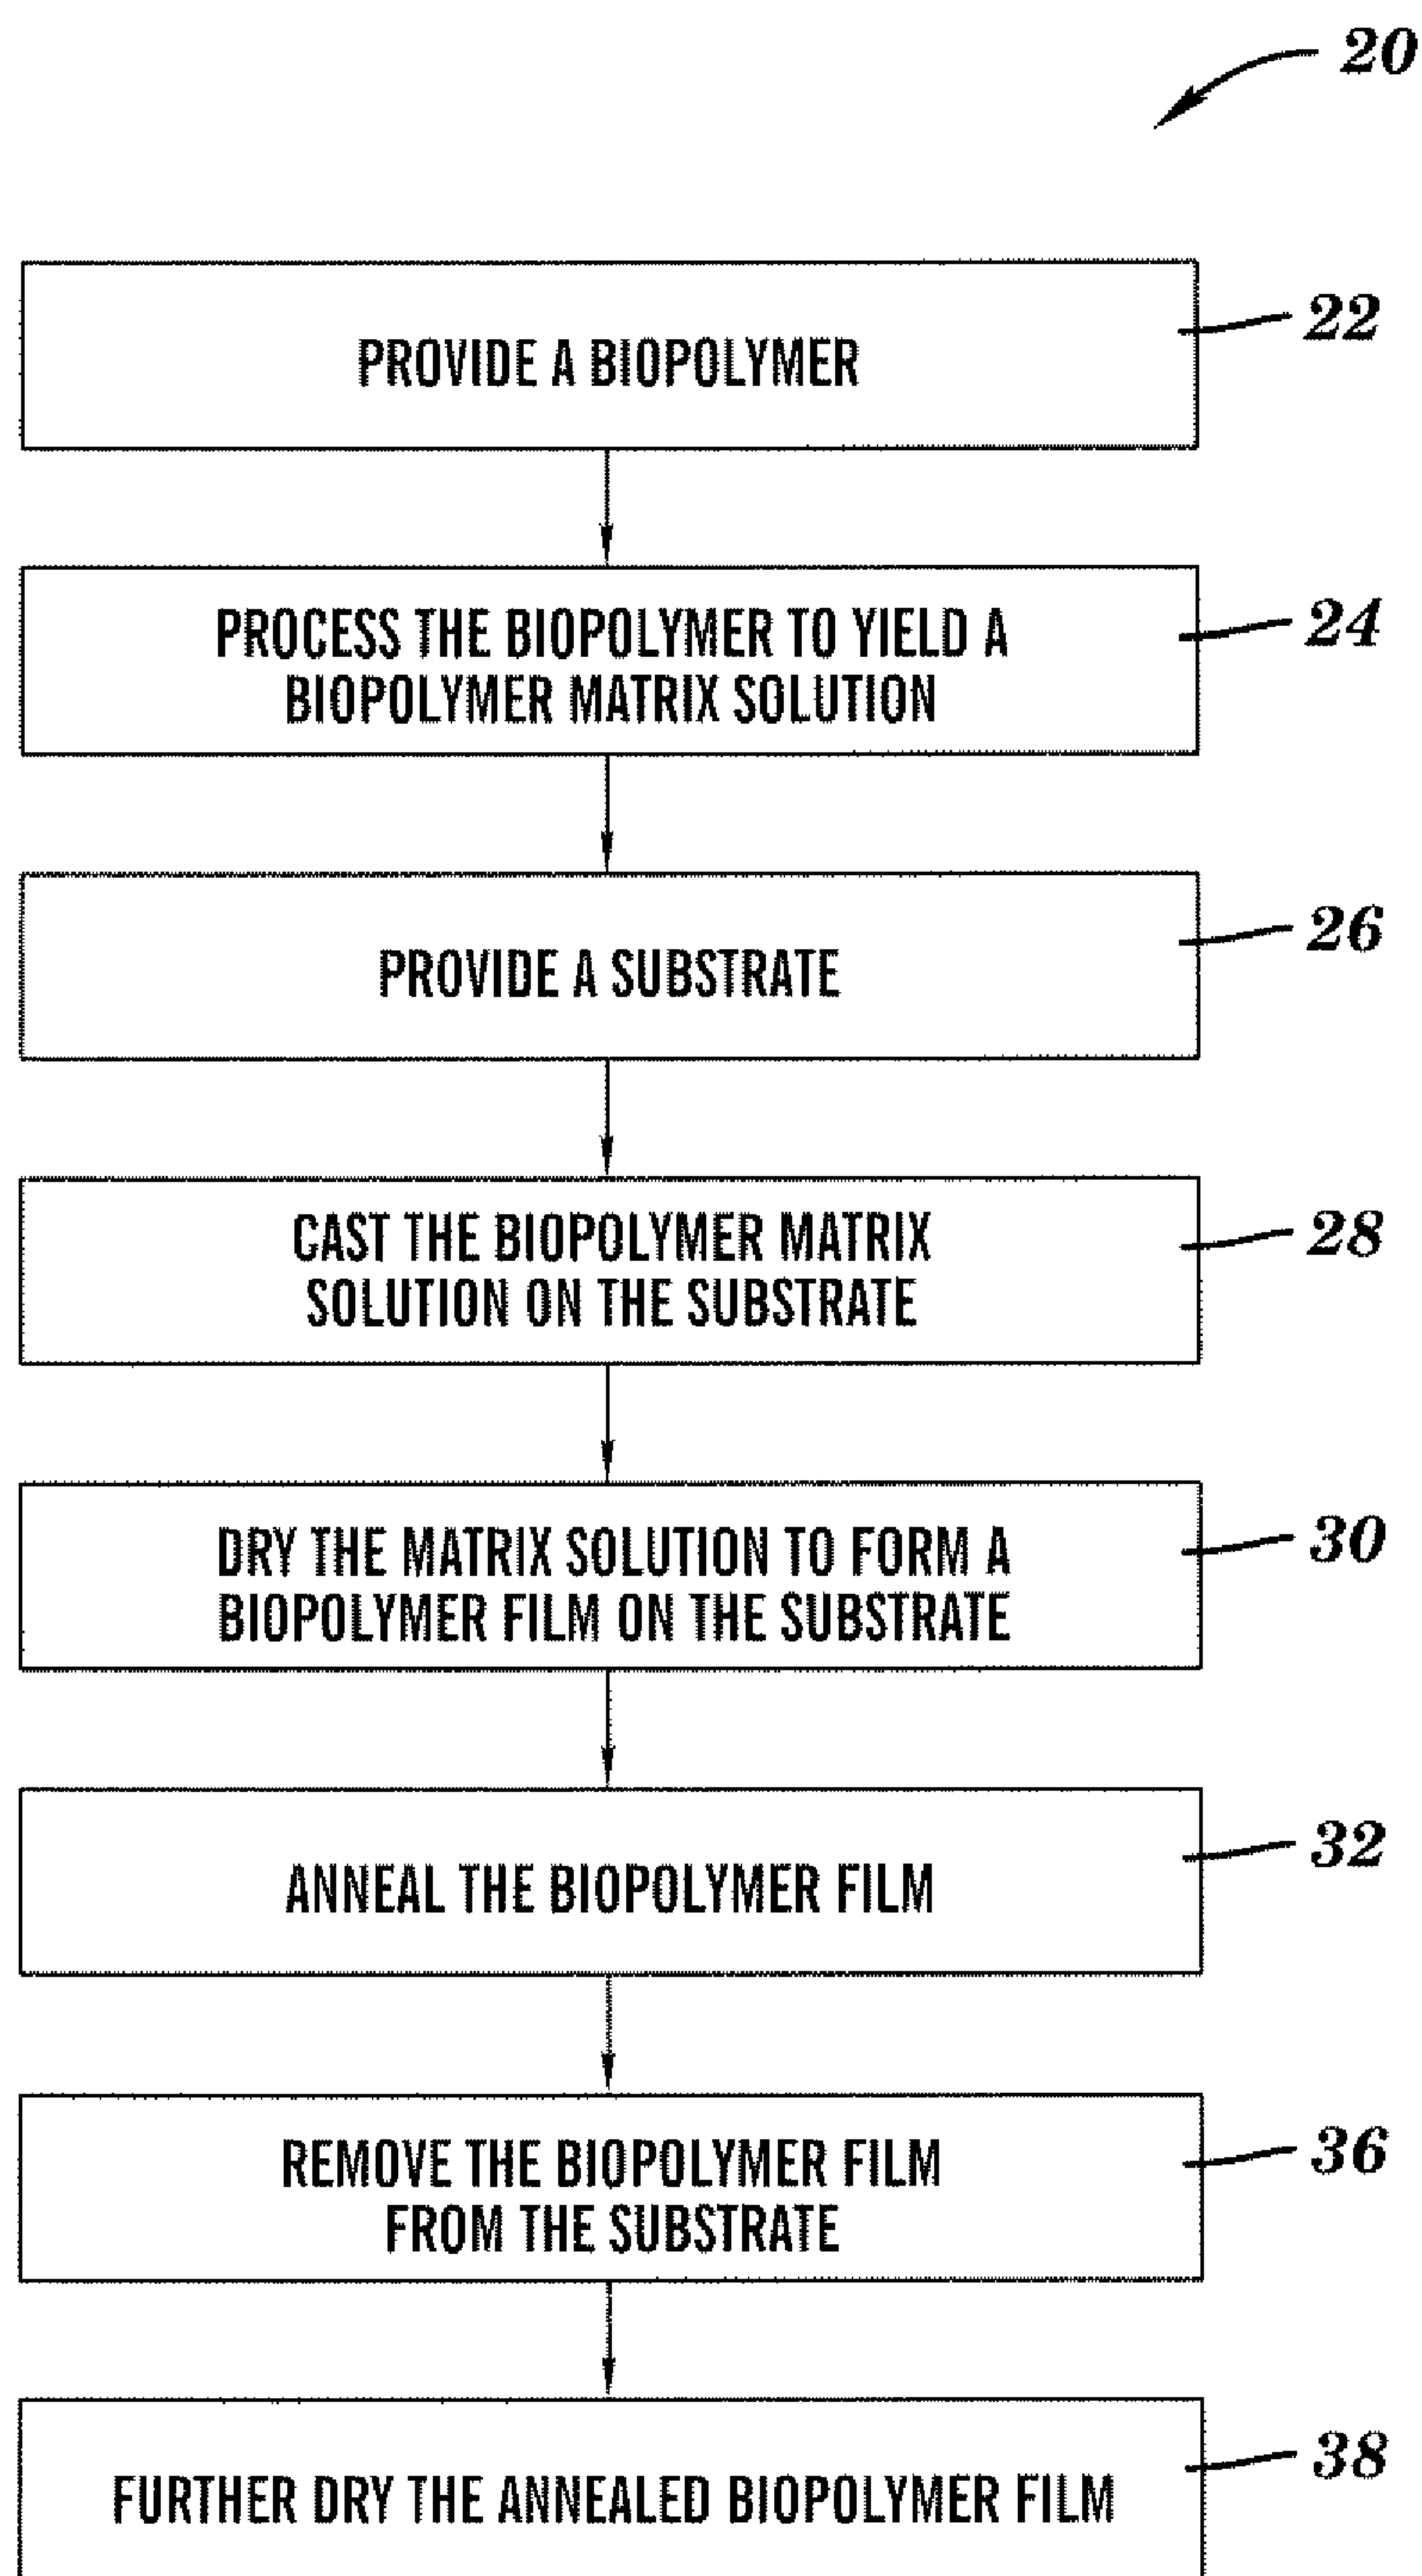 20
PROVIDE A BIOPOLYMER
22
PROCESS THE BIOPOLYMER TO YIELD A
BIOPOLYMER MATRIX SOLUTION
24
PROVIDE A SUBSTRATE
26
CAST THE BIOPOLYMER MATRIX
SOLUTION ON THE SUBSTRATE
28
DRY THE MATRIX SOLUTION TO FORM A
BIOPOLYMER FILM ON THE SUBSTRATE
30
ANNEAL THE BIOPOLYMER FILM
32
REMOVE THE BIOPOLYMER FILM
FROM THE SUBSTRATE
36
FURTHER DRY THE ANNEALED BIOPOLYMER FILM
38